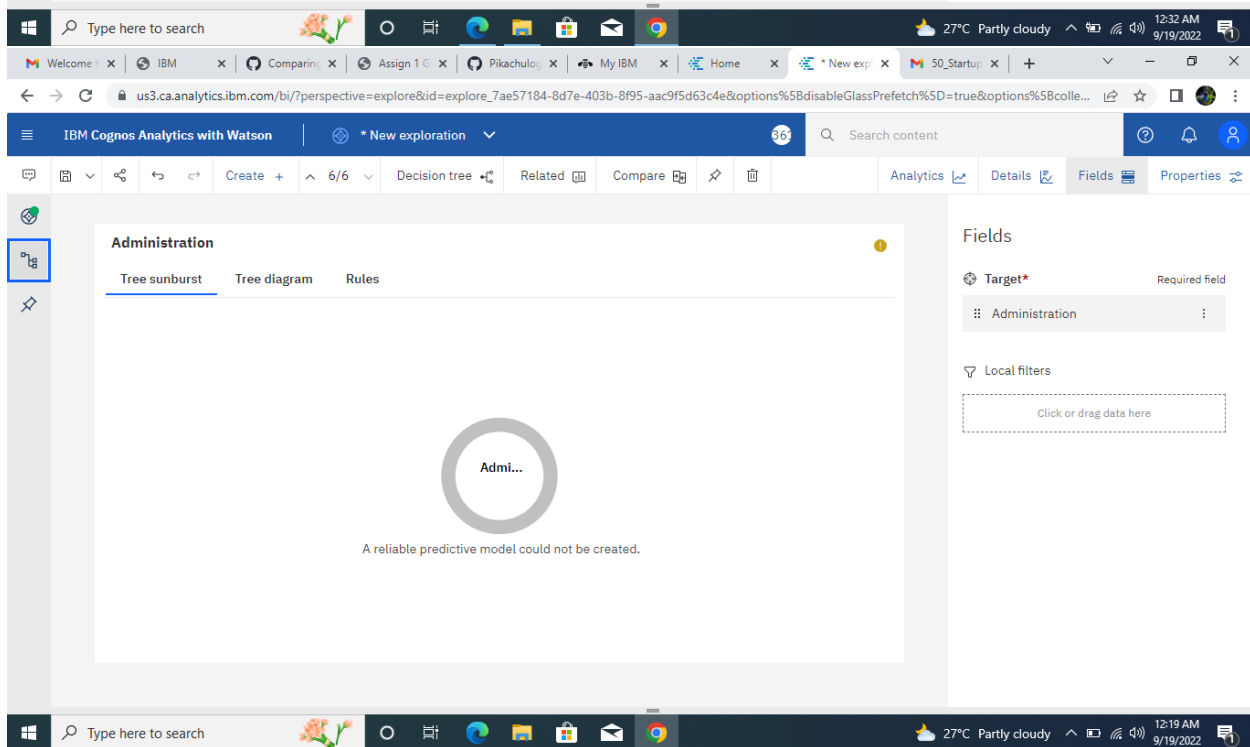 Type here to search
27°C Partly cloudy
12:32 AM
9/19/2022
1
Welcome t
IBM
Comparing
Assign 1 G
Pikachulog
My IBM
Home
* New expl
50_Startup
us3.ca.analytics.ibm.com/bi/?perspective=explore&id=explore_7ae57184-8d7e-403b-8f95-aac9f5d63c4e&options%5BdisableGlassPrefetch%5D=true&options%5Bcolle...
IBM Cognos Analytics with Watson
* New exploration
Search content
Create +
6/6
Decision tree
Related
Compare
Analytics
Details
Fields
Properties
Administration
Tree sunburst
Tree diagram
Rules
Admi...
A reliable predictive model could not be created.
Fields
Target*
Required field
Administration
Local filters
Click or drag data here
Type here to search
27°C Partly cloudy
12:19 AM
9/19/2022
1